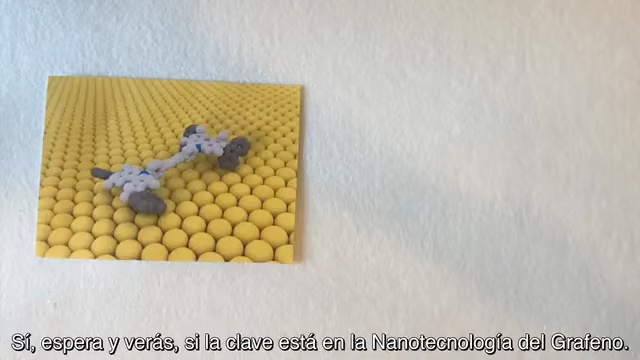 Sí, espera y verás, si la clave está en la Nanotecnología del Grafeno.